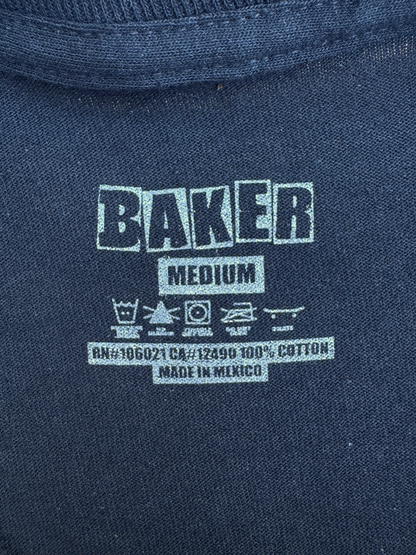 BAKER
MEDIUM
RN#106021 CA#12490 100% COTTON
MADE IN MEXICO